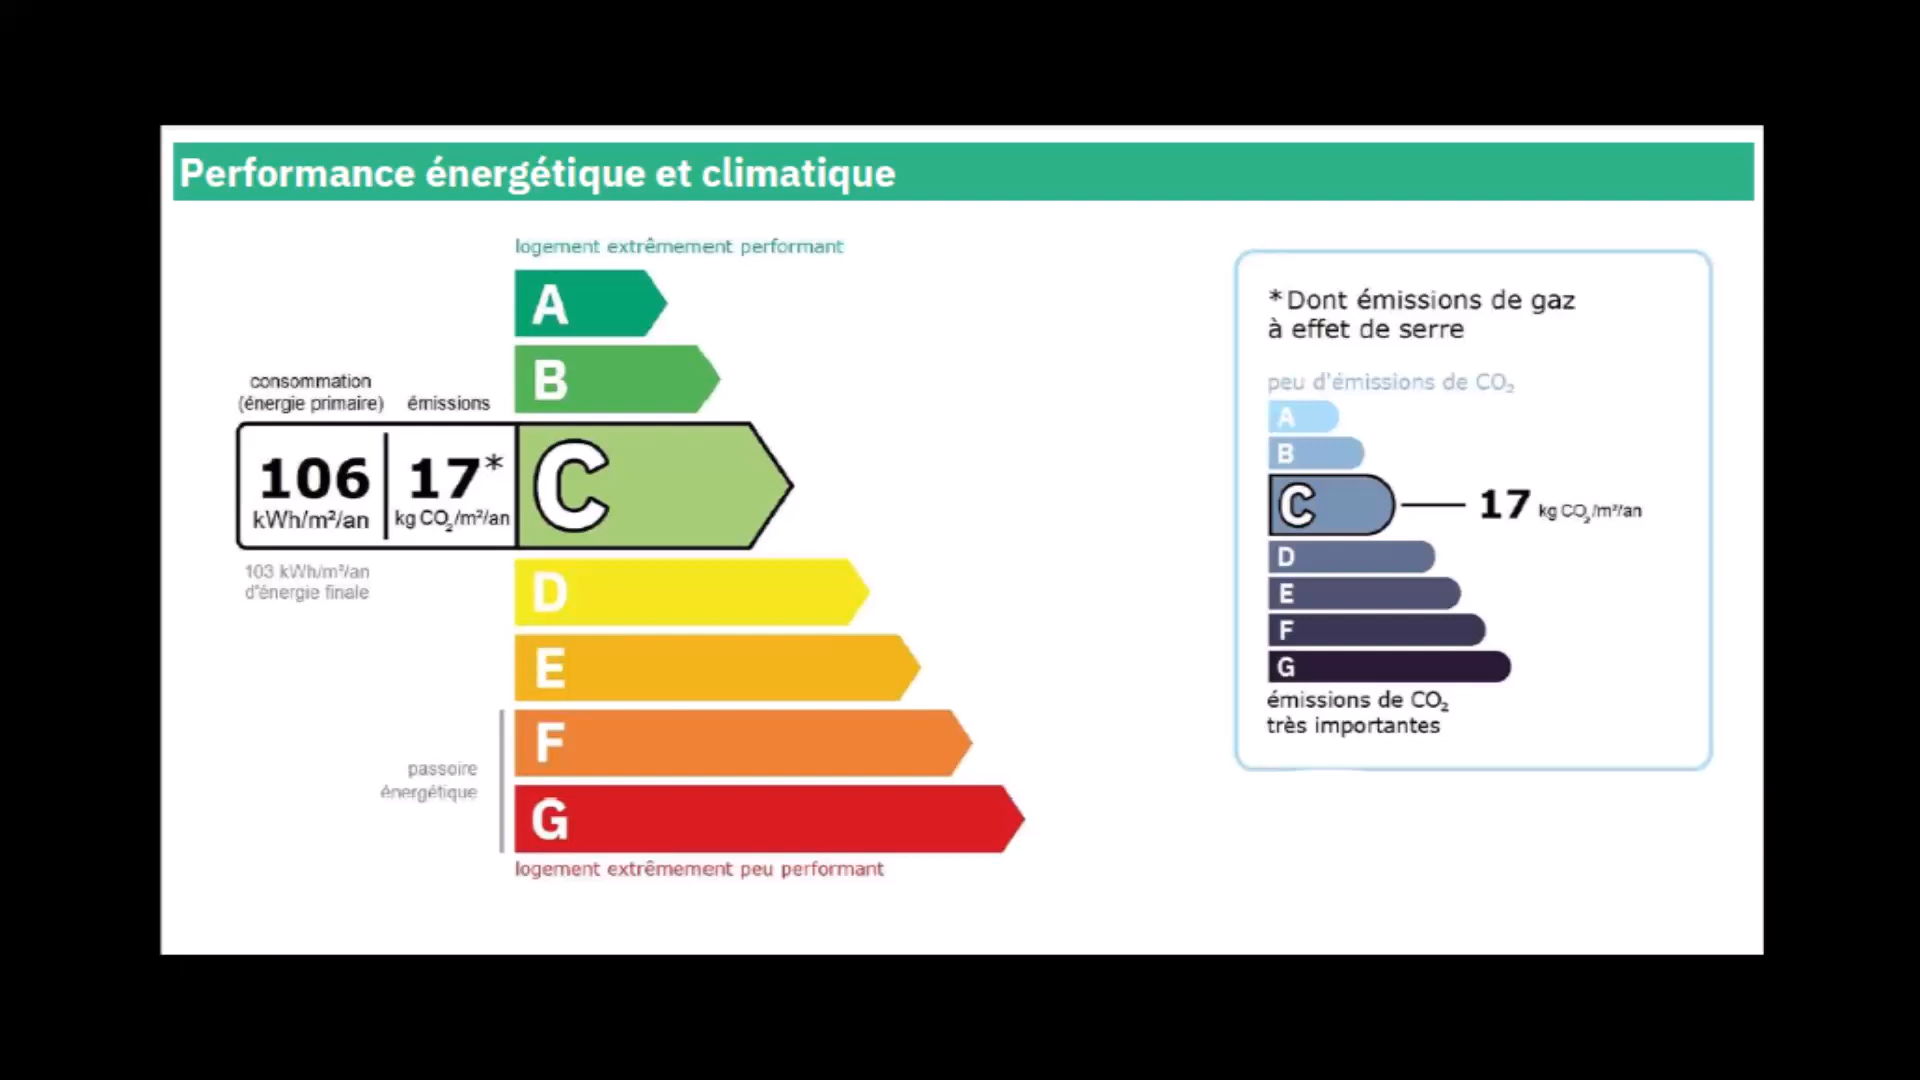 Performance énergétique et climatique
logement extrêmement performant
A
B
consommation
(énergie primaire)
émissions
106
kWh/m²/an
17*
kg CO₂/m²/an
C
103 kWh/m²/an
d'énergie finale
D
E
F
passoire
énergétique
G
logement extrêmement peu performant
*Dont émissions de gaz
à effet de serre
peu d'émissions de CO₂
A
B
C
17 kg CO₂/m²/an
D
E
F
G
émissions de CO₂
très importantes